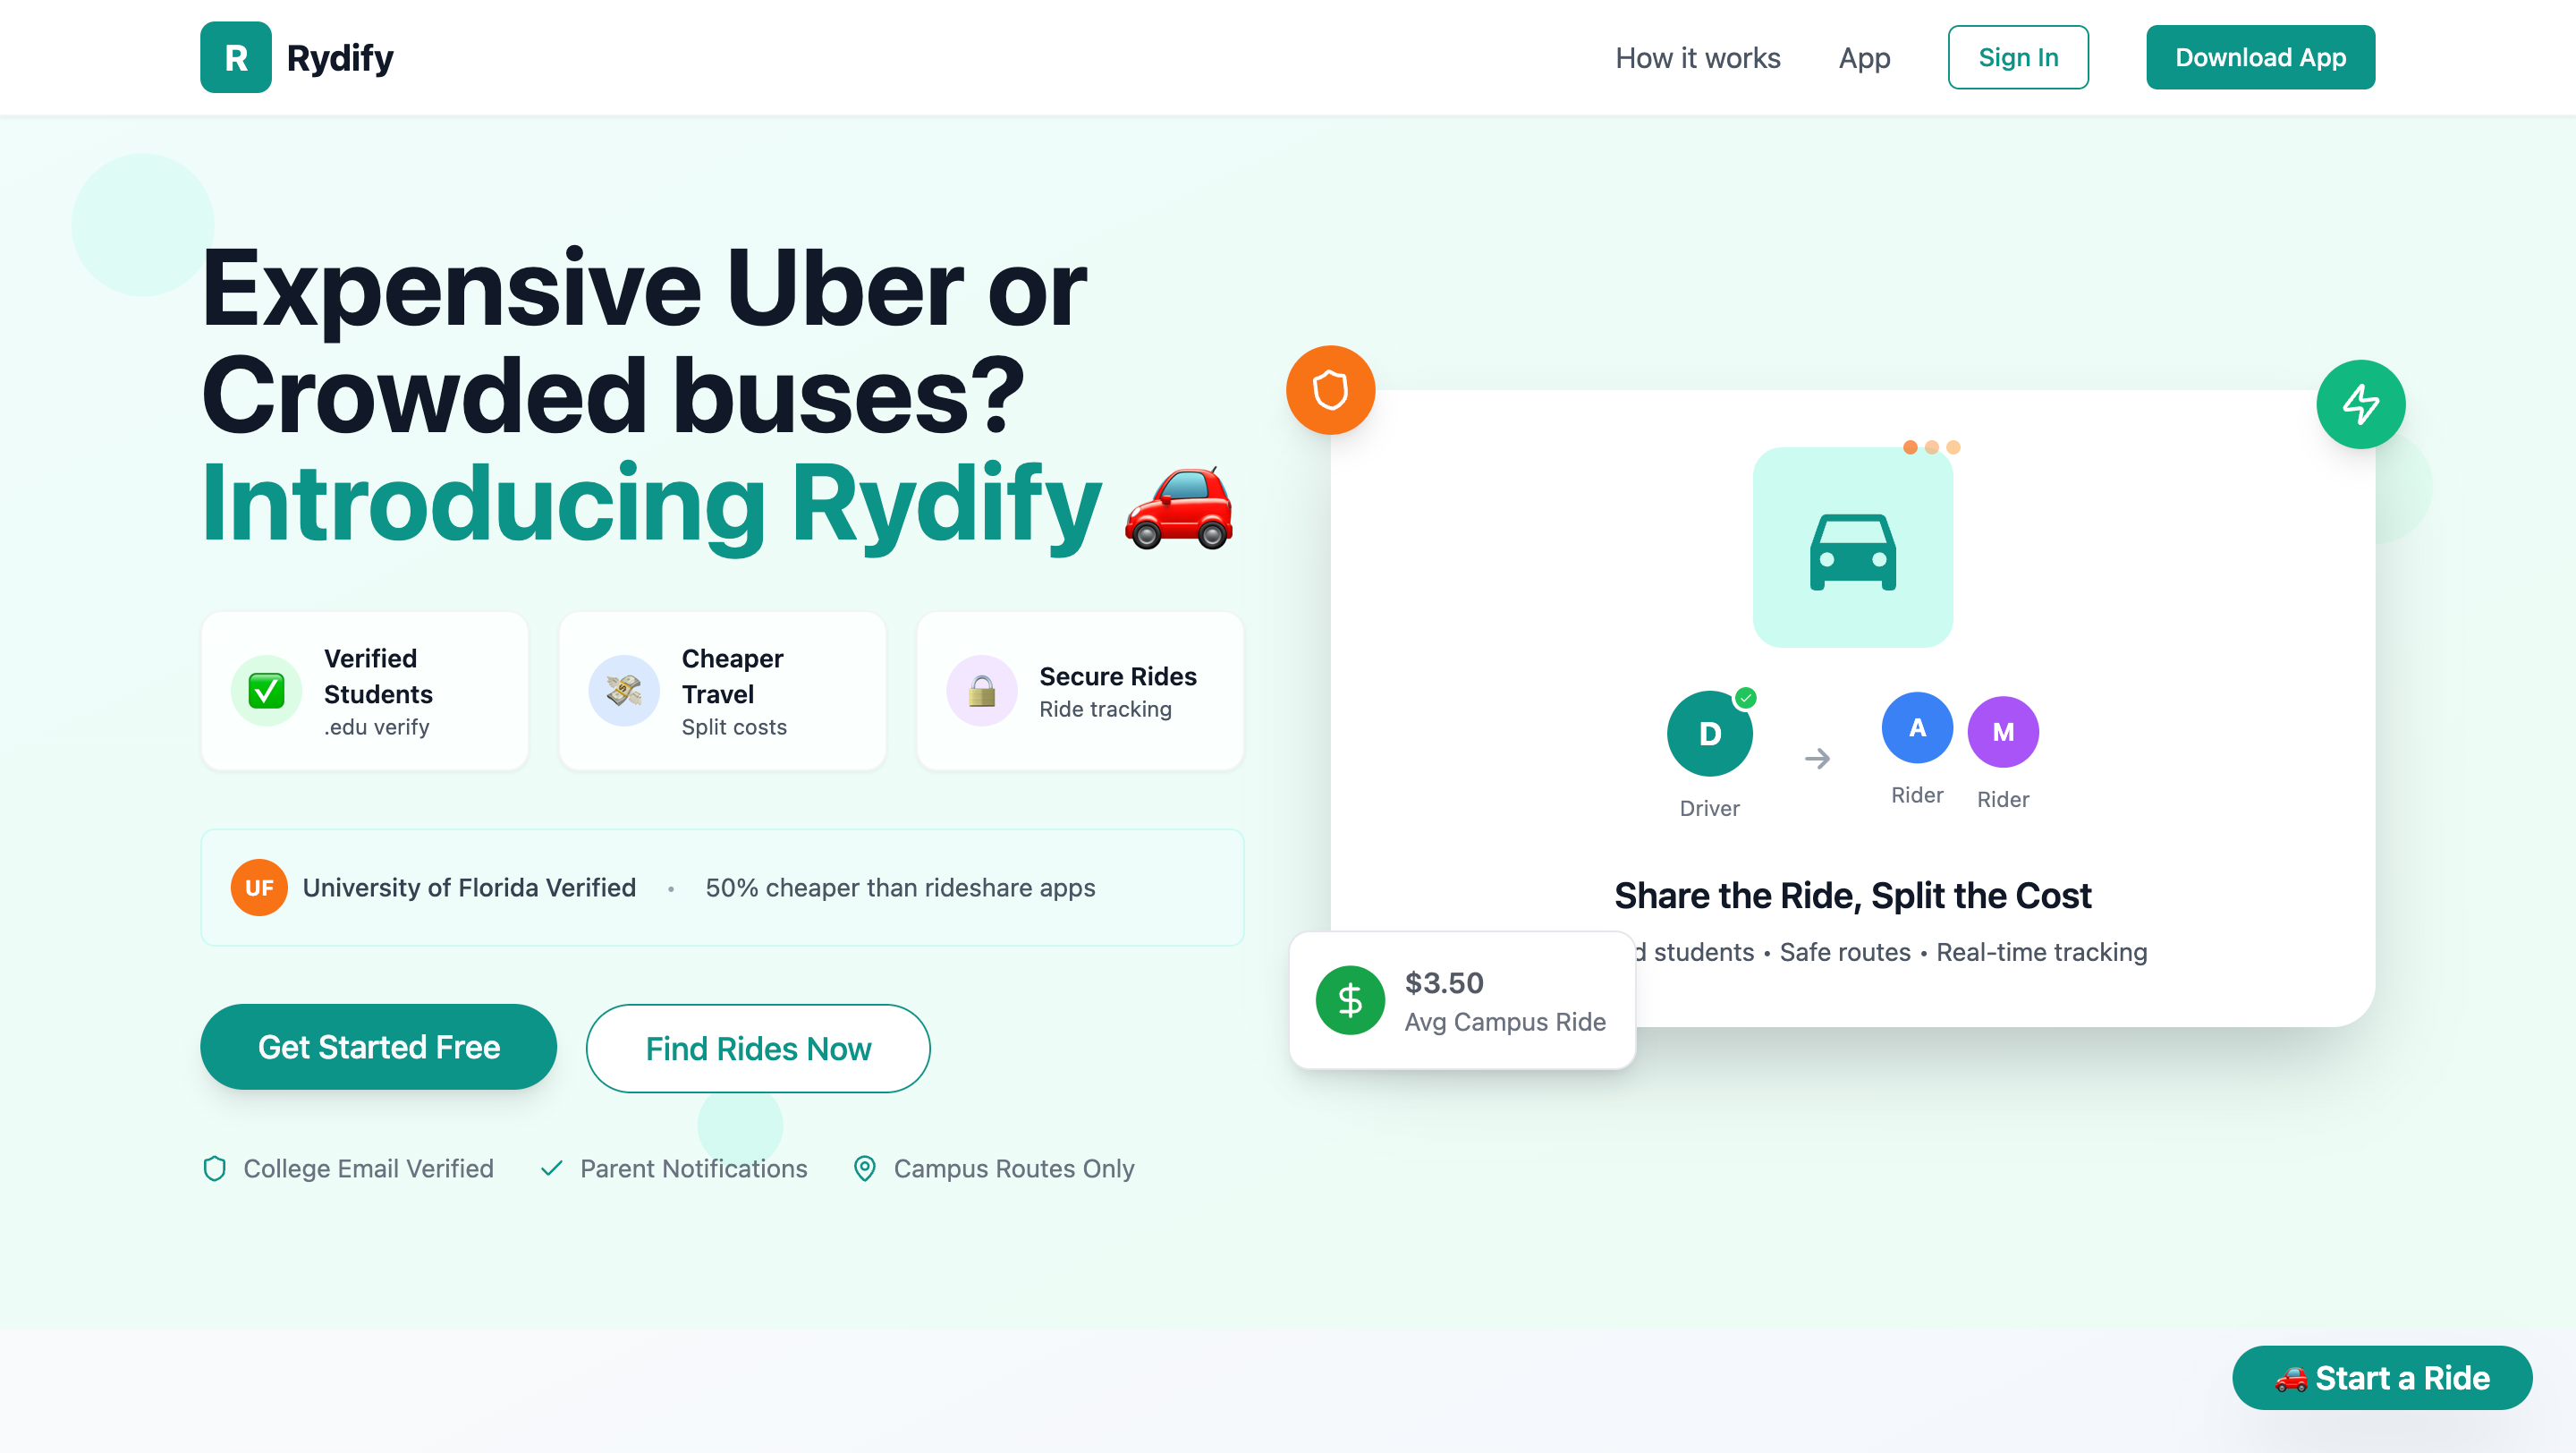 R Rydify
How it works
App
Sign In
Download App
Expensive Uber or
Crowded buses?
Introducing Rydify
Verified
Students
.edu verify
Cheaper
Travel
Split costs
Secure Rides
Ride tracking
UF University of Florida Verified • 50% cheaper than rideshare apps
Get Started Free
Find Rides Now
College Email Verified
Parent Notifications
Campus Routes Only
D
Driver
A
Rider
M
Rider
Share the Ride, Split the Cost
students • Safe routes • Real-time tracking
$3.50
Avg Campus Ride
Start a Ride